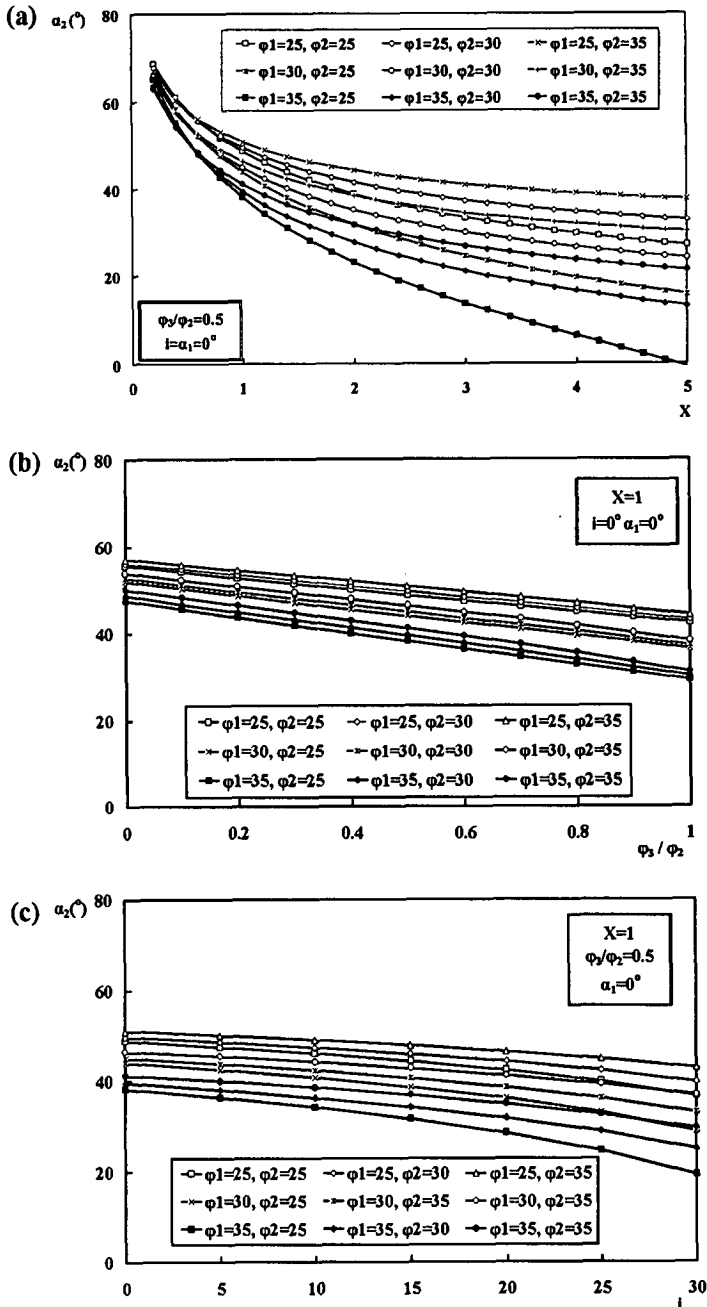 (a) α₂(°)
80
60
40
20
0
φ1=25, φ2=25 φ1=25, φ2=30 φ1=25, φ2=35
φ1=30, φ2=25 φ1=30, φ2=30 φ1=30, φ2=35
φ1=35, φ2=25 φ1=35, φ2=30 φ1=35, φ2=35
φ₃/φ₂=0.5
i=α₁=0°
0 1 2 3 4 5
X
(b) α₂(°)
80
60
40
20
0
X=1
i=0° α₁=0°
φ1=25, φ2=25 φ1=25, φ2=30 φ1=25, φ2=35
φ1=30, φ2=25 φ1=30, φ2=30 φ1=30, φ2=35
φ1=35, φ2=25 φ1=35, φ2=30 φ1=35, φ2=35
0 0.2 0.4 0.6 0.8 1
φ₃ / φ₂
(c) α₂(°)
80
60
40
20
0
X=1
φ₃/φ₂=0.5
α₁=0°
φ1=25, φ2=25 φ1=25, φ2=30 φ1=25, φ2=35
φ1=30, φ2=25 φ1=30, φ2=35 φ1=30, φ2=35
φ1=35, φ2=25 φ1=35, φ2=30 φ1=35, φ2=35
0 5 10 15 20 25 30
i